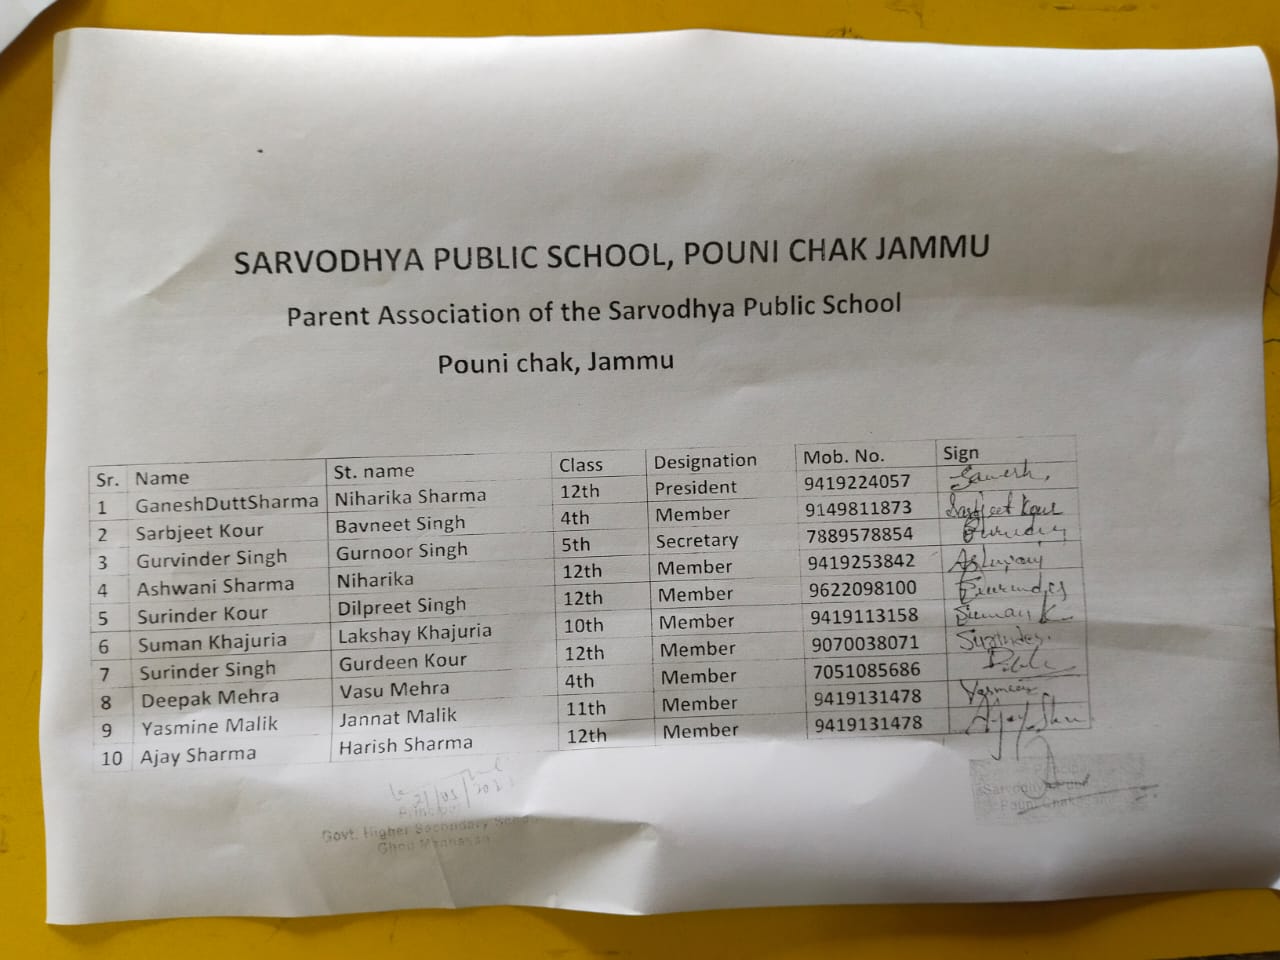 SARVODHYA PUBLIC SCHOOL, POUNI CHAK JAMMU
Parent Association of the Sarvodhya Public School
Pouni chak, Jammu
Sr. Name St. name Class Designation Mob. No. Sign
1 GaneshDuttSharma Niharika Sharma 12th President 9419224057
2 Sarbjeet Kour Bavneet Singh 4th Member 9149811873 Sarbjeet Kour
3 Gurvinder Singh Gurnoor Singh 5th Secretary 7889578854
4 Ashwani Sharma Niharika 12th Member 9419253842
5 Surinder Kour Dilpreet Singh 12th Member 9622098100
6 Suman Khajuria Lakshay Khajuria 10th Member 9419113158 Suman K
7 Surinder Singh Gurdeen Kour 12th Member 9070038071 Surinder
8 Deepak Mehra Vasu Mehra 4th Member 7051085686
9 Yasmine Malik Jannat Malik 11th Member 9419131478
10 Ajay Sharma Harish Sharma 12th Member 9419131478
Principal
Govt. Higher Secondary School